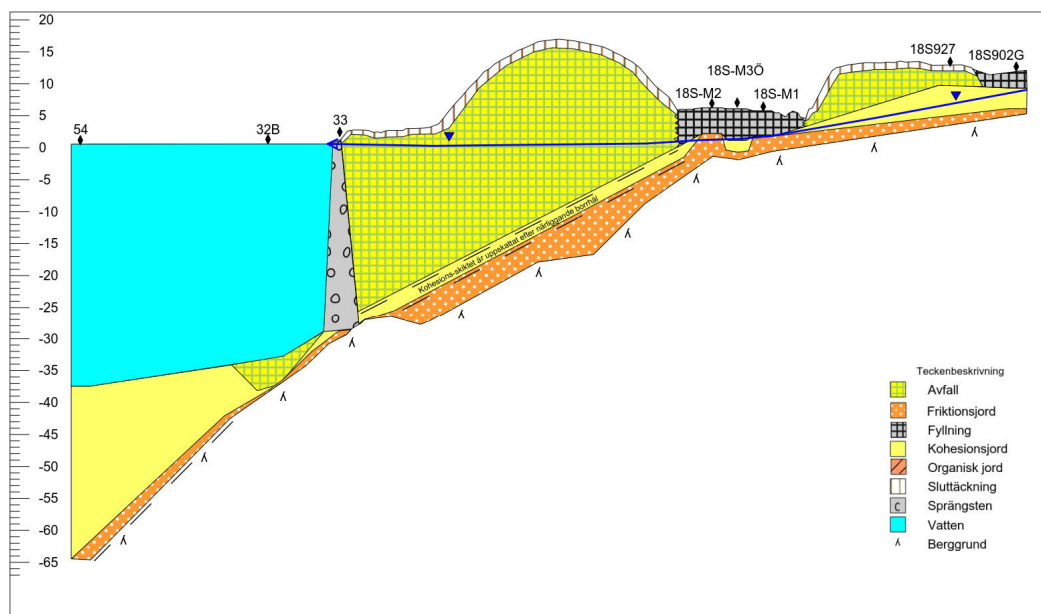 20
15
10
5
0
-5
-10
-15
-20
-25
-30
-35
-40
-45
-50
-55
-60
-65
54
32B
33
18S-M2
18S-M3Ö
18S-M1
18S927
18S902G
Kohesions-skiktet är uppskattat efter närliggande borrhål
Teckenbeskrivning
Avfall
Friktionsjord
Fyllning
Kohesionsjord
Organisk jord
Sluttäckning
C Sprängsten
Vatten
Berggrund